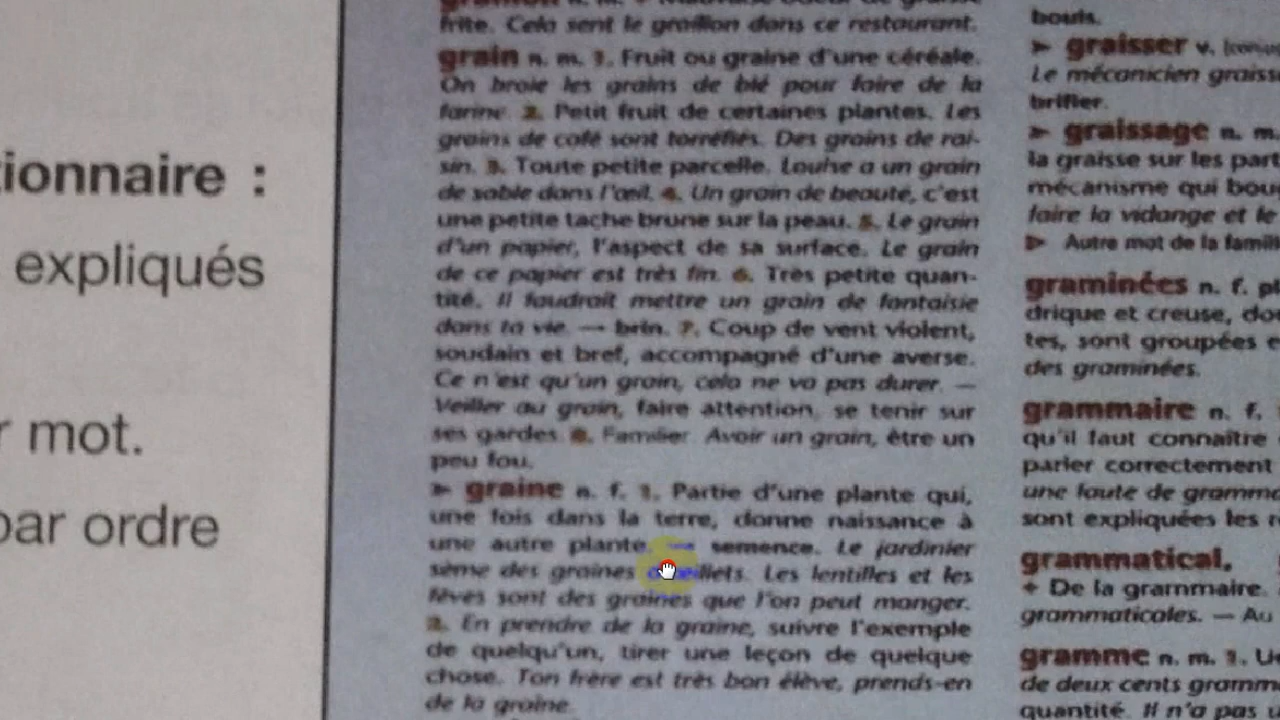 tionnaire :
expliqués
r mot.
par ordre
frite. Cela sent le graillon dans ce restaurant.
grain n. m. 1. Fruit ou graine d'une céréale.
On broie les grains de blé pour faire de la
farine. 2. Petit fruit de certaines plantes. Les
grains de café sont torréfiés. Des grains de rai-
sin. 3. Toute petite parcelle. Louise a un grain
de sable dans l'œil. 4. Un grain de beauté, c'est
une petite tache brune sur la peau. 5. Le grain
d'un papier, l'aspect de sa surface. Le grain
de ce papier est très fin. 6. Très petite quan-
tité. Il faudrait mettre un grain de fantaisie
dans ta vie. → brin. 7. Coup de vent violent,
soudain et bref, accompagné d'une averse.
Ce n'est qu'un grain, cela ne va pas durer. —
Veiller au grain, faire attention, se tenir sur
ses gardes. 8. Familier. Avoir un grain, être un
peu fou.
► graine n. f. 1. Partie d'une plante qui,
une fois dans la terre, donne naissance à
une autre plante. → semence. Le jardinier
sème des graines d'œillets. Les lentilles et les
fèves sont des graines que l'on peut manger.
2. En prendre de la graine, suivre l'exemple
de quelqu'un, tirer une leçon de quelque
chose. Ton frère est très bon élève, prends-en
de la graine.
bouts.
► graisser v.
Le mécanicien graiss
brifier.
► graissage n. m.
la graisse sur les part
mécanisme qui bou
faire la vidange et le
▷ Autre mot de la famill
graminées n. f. pl
drique et creuse, do
tes, sont groupées e
des graminées.
grammaire n. f.
qu'il faut connaître
parler correctement
une faute de gramma
sont expliquées les r
grammatical,
✦ De la grammaire.
grammaticales. — Au
gramme n. m. 1. U
de deux cents gramm
quantité. Il n'a pas u